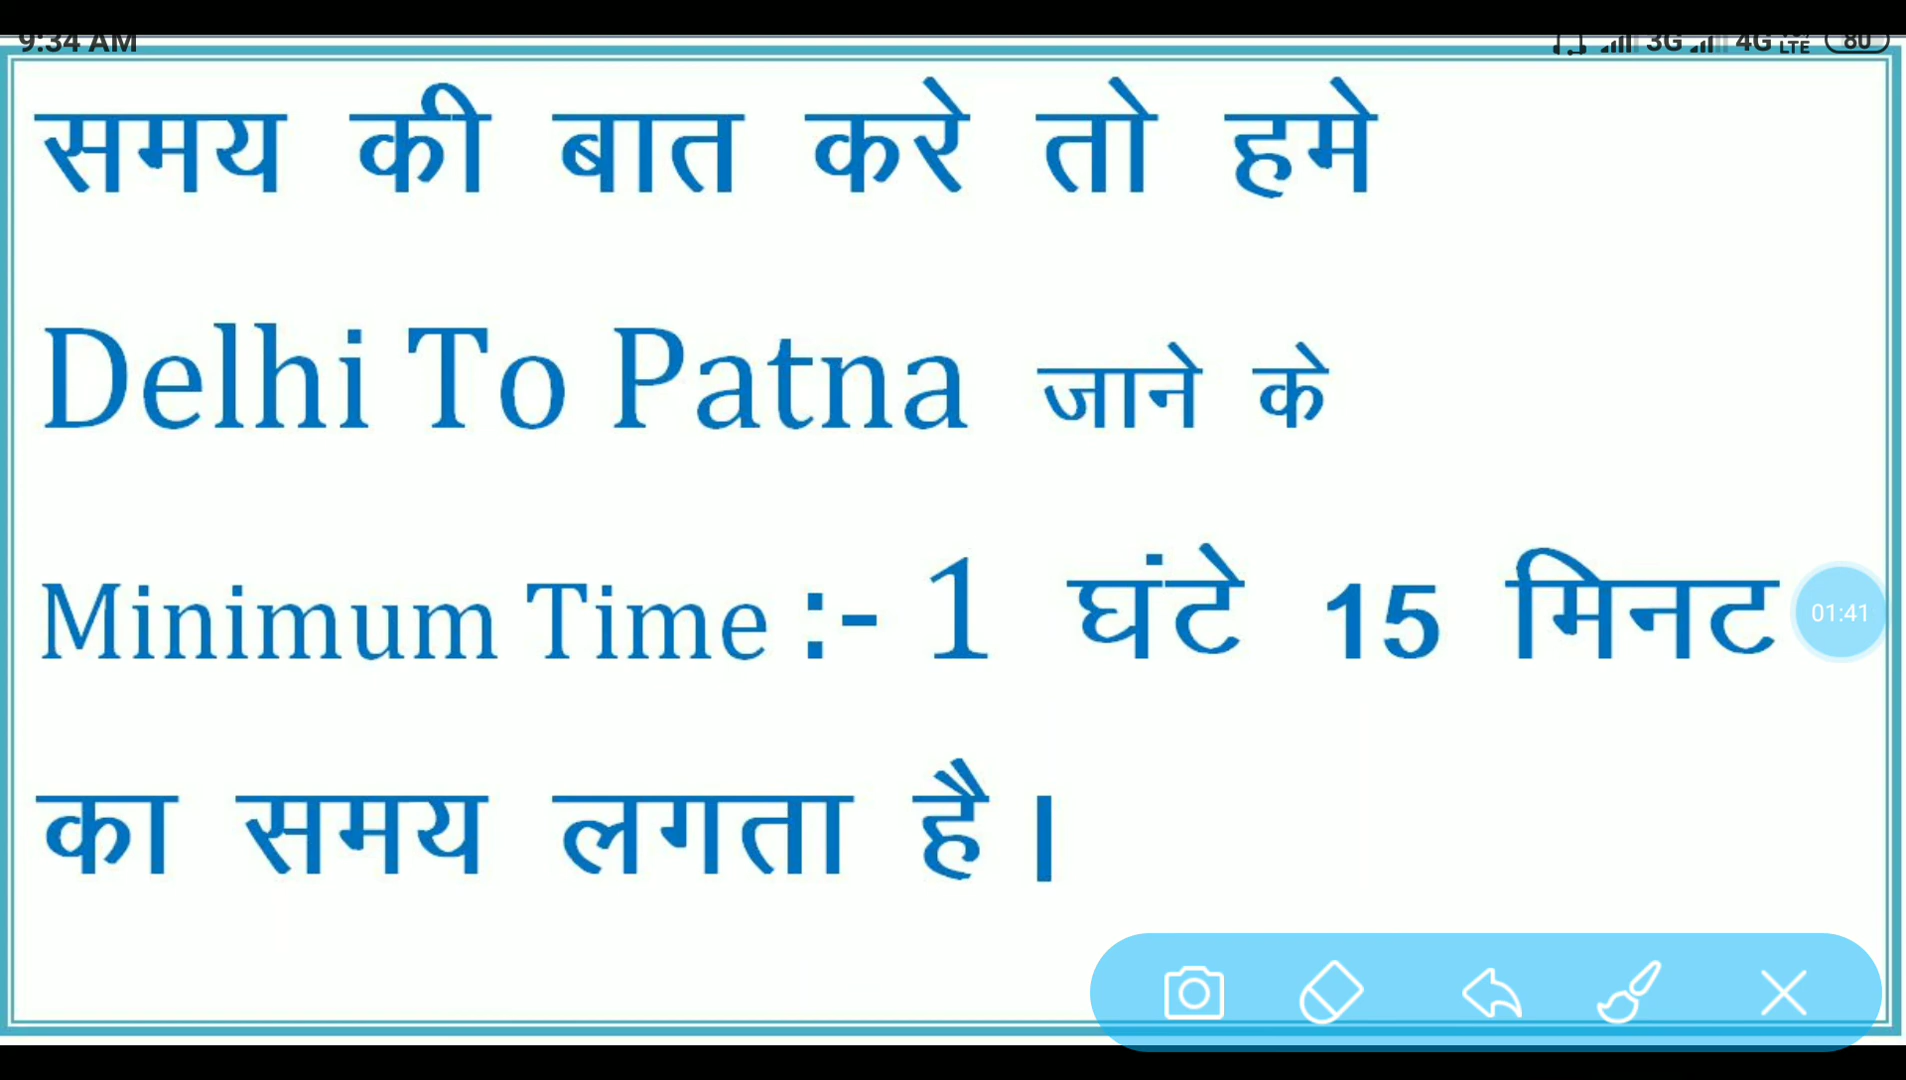 9:34 AM 3G 4G LTE 80
समय की बात करे तो हमे
Delhi To Patna जाने के
Minimum Time :- 1 घंटे 15 मिनट
01:41
का समय लगता है।